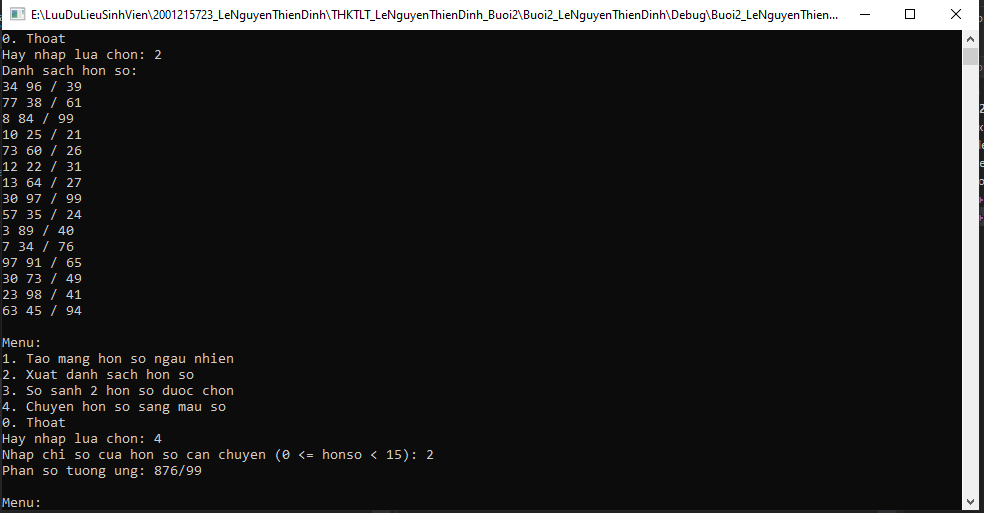 E:\LuuDuLieuSinhVien\2001215723_LeNguyenThienDinh\THKTLT_LeNguyenThienDinh_Buoi2\Buoi2_LeNguyenThienDinh\Debug\Buoi2_LeNguyenThien...
0. Thoat
Hay nhap lua chon: 2
Danh sach hon so:
34 96 / 39
77 38 / 61
8 84 / 99
10 25 / 21
73 60 / 26
12 22 / 31
13 64 / 27
30 97 / 99
57 35 / 24
3 89 / 40
7 34 / 76
97 91 / 65
30 73 / 49
23 98 / 41
63 45 / 94
Menu:
1. Tao mang hon so ngau nhien
2. Xuat danh sach hon so
3. So sanh 2 hon so duoc chon
4. Chuyen hon so sang mau so
0. Thoat
Hay nhap lua chon: 4
Nhap chi so cua hon so can chuyen (0 <= honso < 15): 2
Phan so tuong ung: 876/99
Menu: